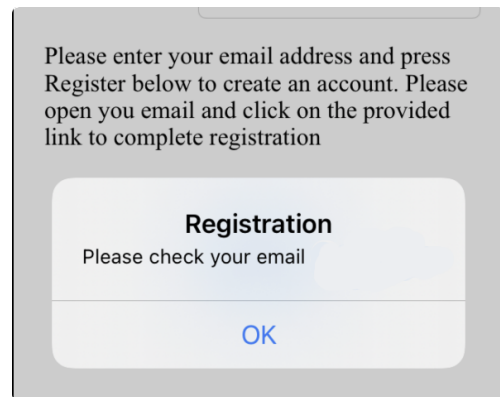 Please enter your email address and press
Register below to create an account. Please
open you email and click on the provided
link to complete registration
Registration
Please check your email
OK